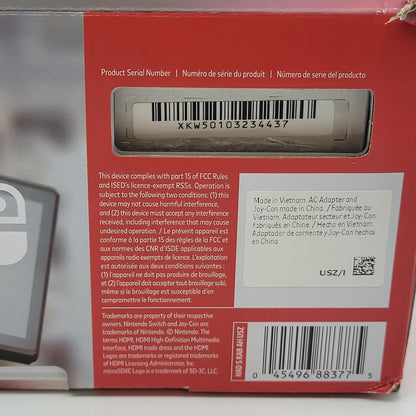 Product Serial Number | Numéro de série du produit | Número de serie del producto
XKW50103234437
This device complies with part 15 of FCC Rules
and ISED's licence-exempt RSSs. Operation is
subject to the following two conditions: (1) this
device may not cause harmful interference,
and (2) this device must accept any interference
received, including interference that may cause
undesired operation. / Le présent appareil est
conforme à la partie 15 des règles de la FCC et
aux normes des CNR d'ISDE applicables aux
appareils radio exempts de licence. L'exploitation
est autorisée aux deux conditions suivantes :
(1) l'appareil ne doit pas produire de brouillage,
et (2) l'appareil doit accepter tout brouillage subi,
même si le brouillage est susceptible d'en
compromettre le fonctionnement.
Made in Vietnam. AC Adapter and
Joy-Con made in China. / Fabriquée au
Vietnam. Adaptateur secteur et Joy-Con
fabriqués en Chine. / Hecho en Vietnam.
Adaptador de corriente y Joy-Con hechos
en China.
USZ/1
Trademarks are property of their respective
owners. Nintendo Switch and Joy-Con are
trademarks of Nintendo. © Nintendo. The
terms HDMI, HDMI High-Definition Multimedia
Interface, HDMI trade dress and the HDMI
Logos are trademarks or registered trademarks
of HDMI Licensing Administrator, Inc.
microSDXC Logo is a trademark of SD-3C, LLC.
HAD S KAB AH USZ
0 45496 88377 5